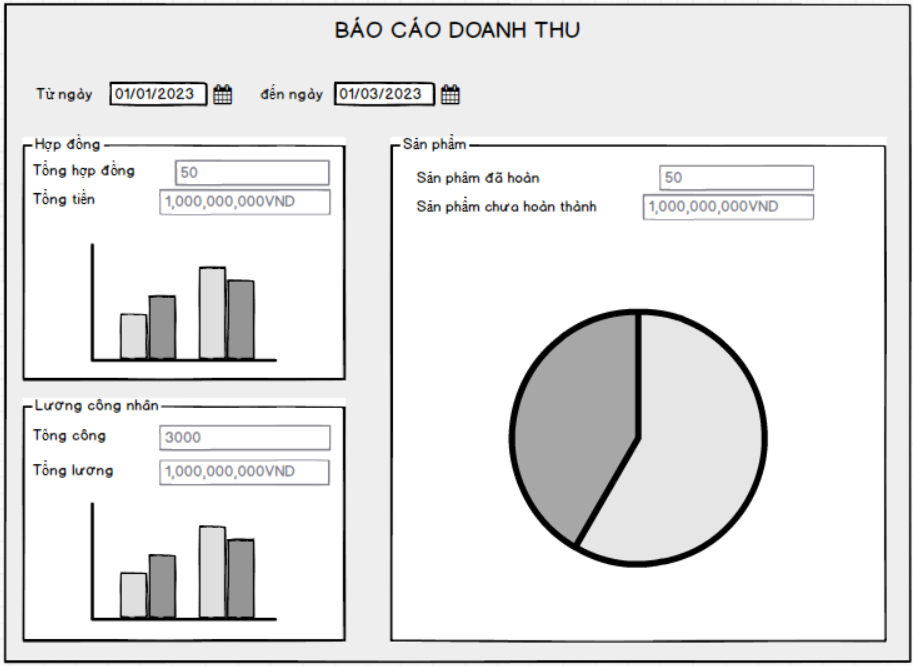 BÁO CÁO DOANH THU
Từ ngày 01/01/2023 đến ngày 01/03/2023
Hợp đồng
Tổng hợp đồng 50
Tổng tiền 1,000,000,000VND
Lương công nhân
Tông công 3000
Tổng lương 1,000,000,000VND
Sản phẩm
Sản phẩm đã hoàn 50
Sản phẩm chưa hoàn thành 1,000,000,000VND